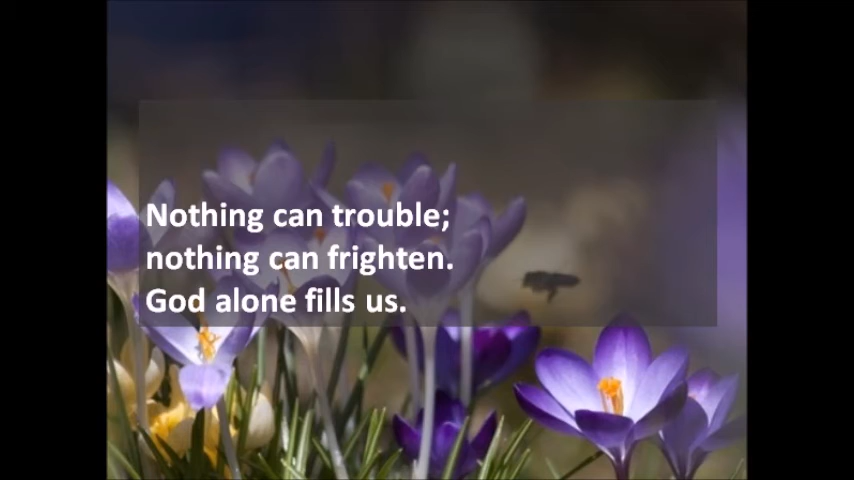 Nothing can trouble;
nothing can frighten.
God alone fills us.